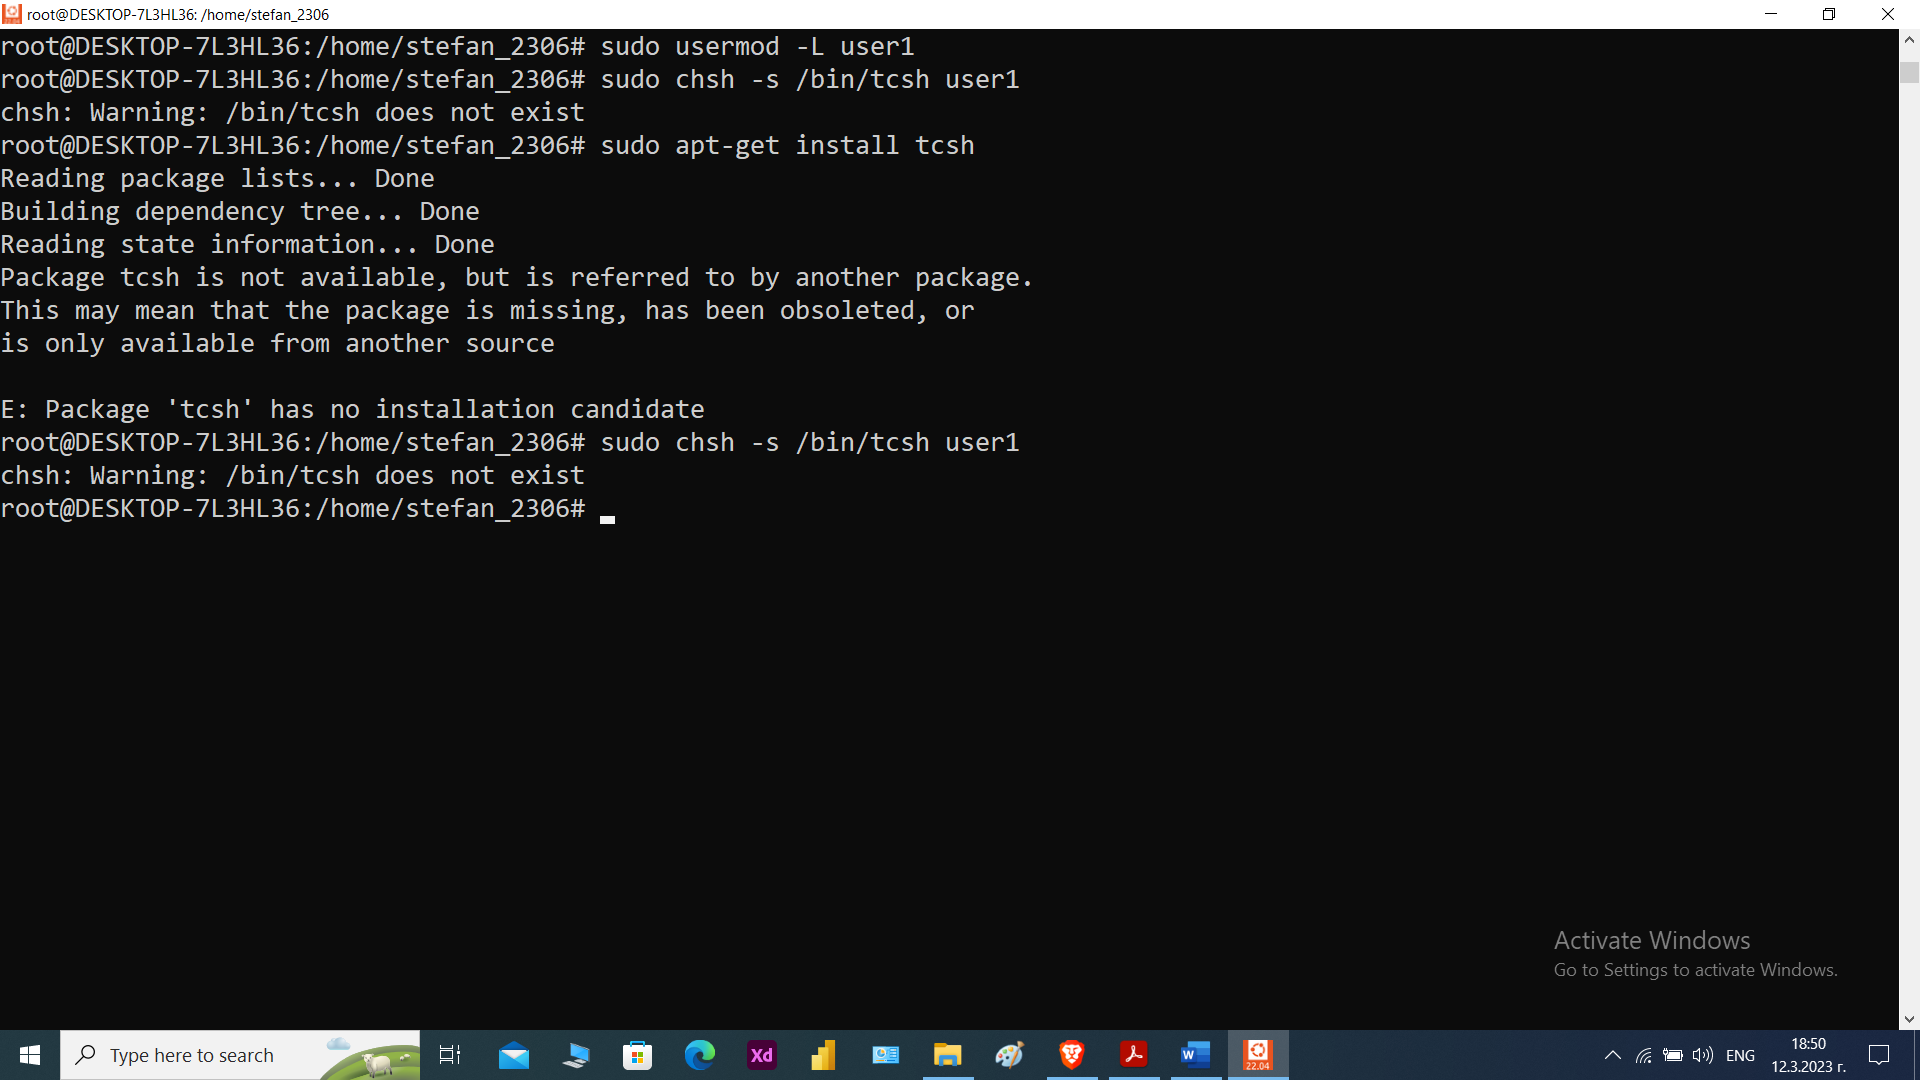 root@DESKTOP-7L3HL36: /home/stefan_2306
root@DESKTOP-7L3HL36:/home/stefan_2306# sudo usermod -L user1
root@DESKTOP-7L3HL36:/home/stefan_2306# sudo chsh -s /bin/tcsh user1
chsh: Warning: /bin/tcsh does not exist
root@DESKTOP-7L3HL36:/home/stefan_2306# sudo apt-get install tcsh
Reading package lists... Done
Building dependency tree... Done
Reading state information... Done
Package tcsh is not available, but is referred to by another package.
This may mean that the package is missing, has been obsoleted, or
is only available from another source
E: Package 'tcsh' has no installation candidate
root@DESKTOP-7L3HL36:/home/stefan_2306# sudo chsh -s /bin/tcsh user1
chsh: Warning: /bin/tcsh does not exist
root@DESKTOP-7L3HL36:/home/stefan_2306#
Activate Windows
Go to Settings to activate Windows.
Type here to search
Xd
W
22.04
ENG
18:50
12.3.2023 г.